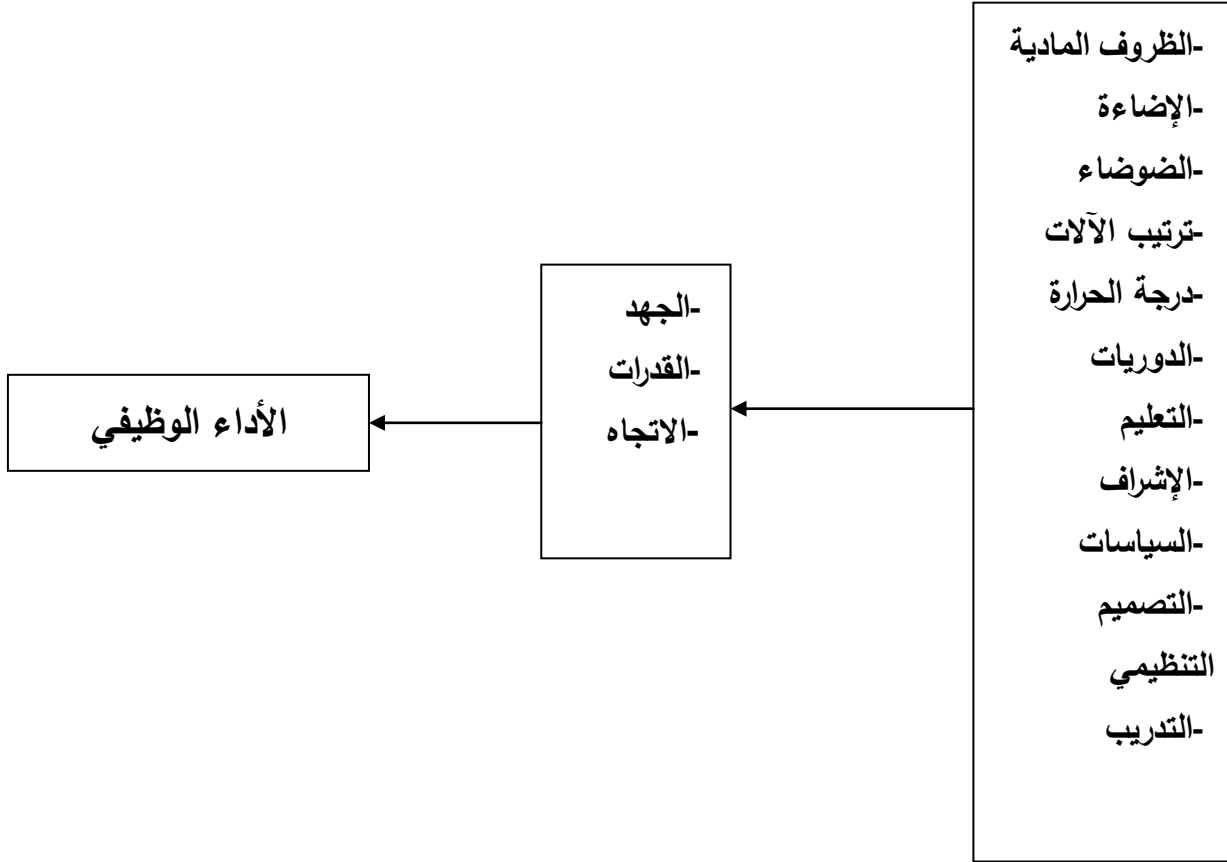 -الظروف المادية
-الإضاءة
-الضوضاء
-ترتيب الآلات
-درجة الحرارة
-الدوريات
-التعليم
-الإشراف
-السياسات
-التصميم
التنظيمي
-التدريب
-الجهد
-القدرات
-الاتجاه
الأداء الوظيفي